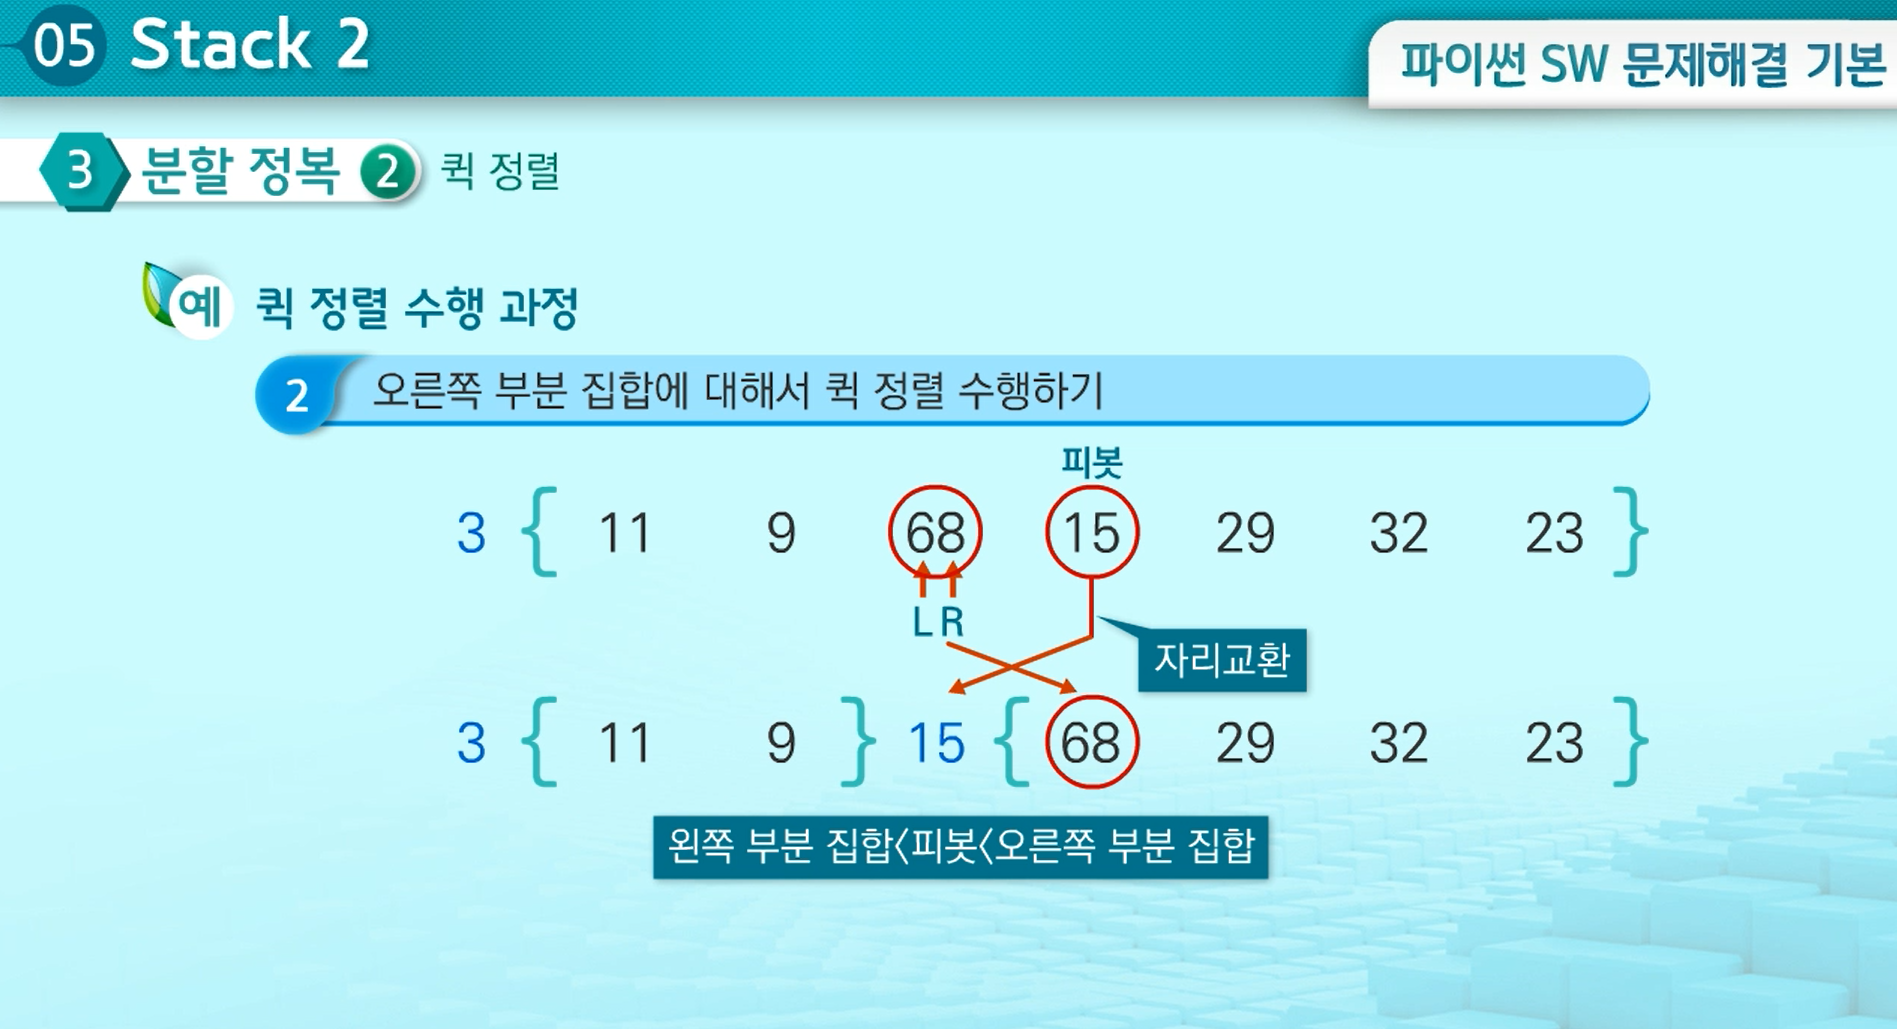 05 Stack 2
파이썬 SW 문제해결 기본
3 분할 정복 2 퀵 정렬
예 퀵 정렬 수행 과정
2 오른쪽 부분 집합에 대해서 퀵 정렬 수행하기
피봇
3 { 11 9 68 15 29 32 23 }
L R
자리교환
3 { 11 9 } 15 { 68 29 32 23 }
왼쪽 부분 집합<피봇<오른쪽 부분 집합